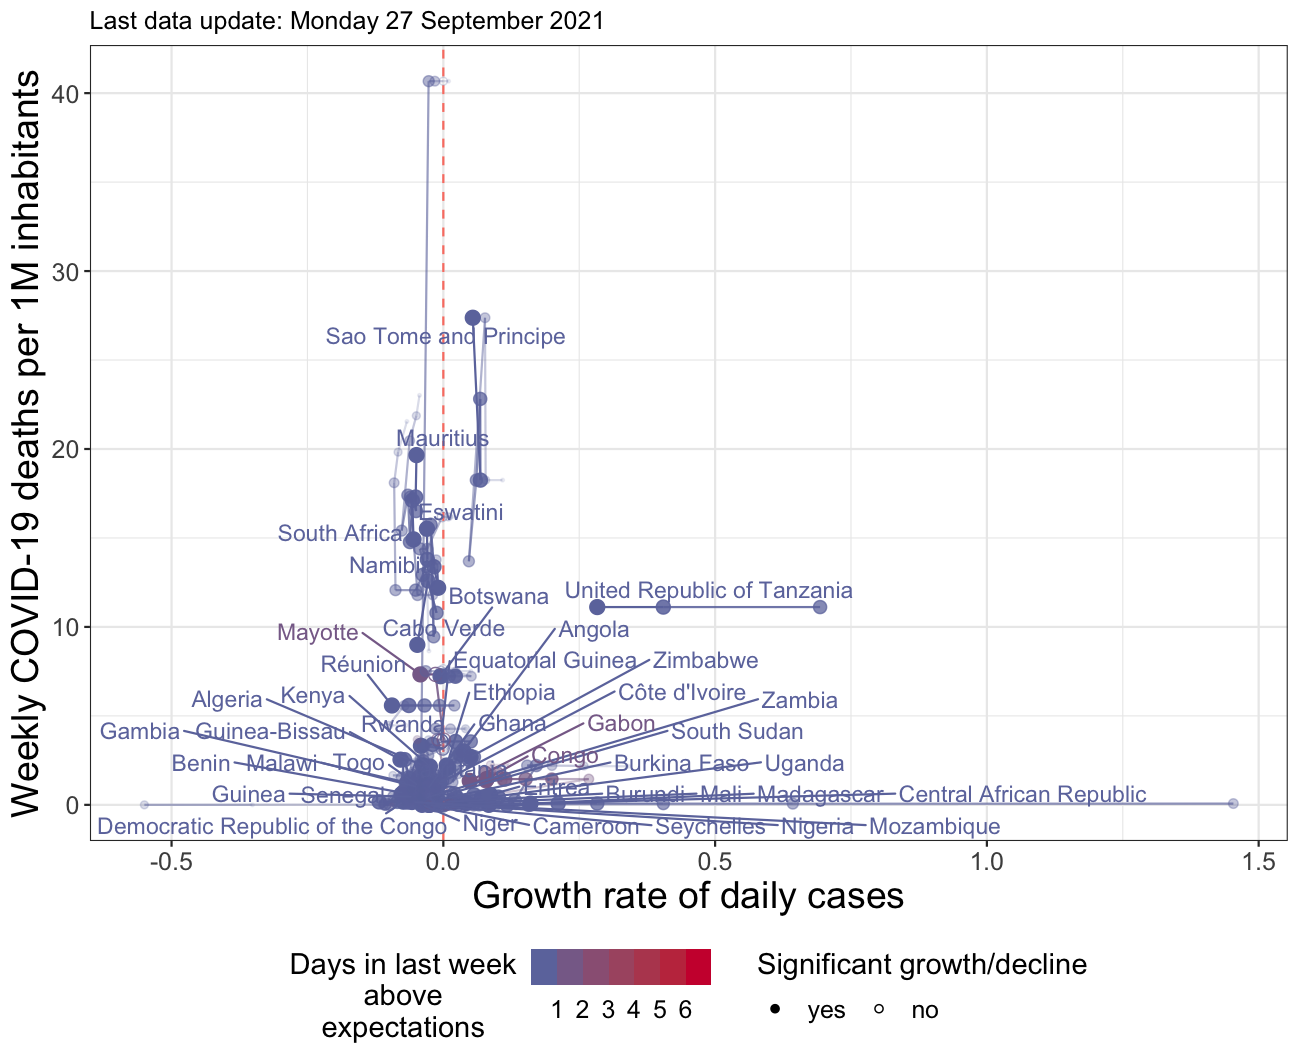 Last data update: Monday 27 September 2021
Weekly COVID-19 deaths per 1M inhabitants
40
30
20
10
0
Sao Tome and Principe
Mauritius
Eswatini
South Africa
Namibi
United Republic of Tanzania
Botswana
Cabo Verde
Angola
Mayotte
Réunion
Equatorial Guinea
Zimbabwe
Algeria
Kenya
Ethiopia
Côte d'Ivoire
Zambia
Gambia
Guinea-Bissau
Rwanda
Ghana
Gabon
South Sudan
Benin
Malawi
Togo
Congo
Burkina Faso
Uganda
Guinea
Senegal
Eritrea
Burundi
Mali
Madagascar
Central African Republic
Democratic Republic of the Congo
Niger
Cameroon
Seychelles
Nigeria
Mozambique
-0.5
0.0
0.5
1.0
1.5
Growth rate of daily cases
Days in last week
above
expectations
1 2 3 4 5 6
Significant growth/decline
yes
no